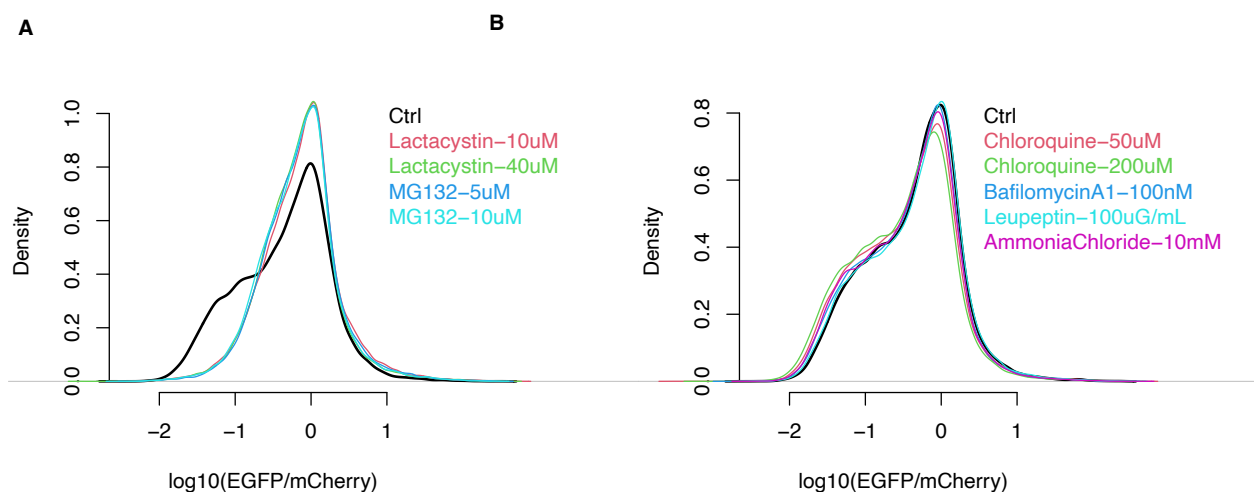 A
B
Density
0.0
0.2
0.4
0.6
0.8
1.0
Ctrl
Lactacystin−10uM
Lactacystin−40uM
MG132−5uM
MG132−10uM
−2
−1
0
1
log10(EGFP/mCherry)
Density
0.0
0.2
0.4
0.6
0.8
Ctrl
Chloroquine−50uM
Chloroquine−200uM
BafilomycinA1−100nM
Leupeptin−100uG/mL
AmmoniaChloride−10mM
−2
−1
0
1
log10(EGFP/mCherry)